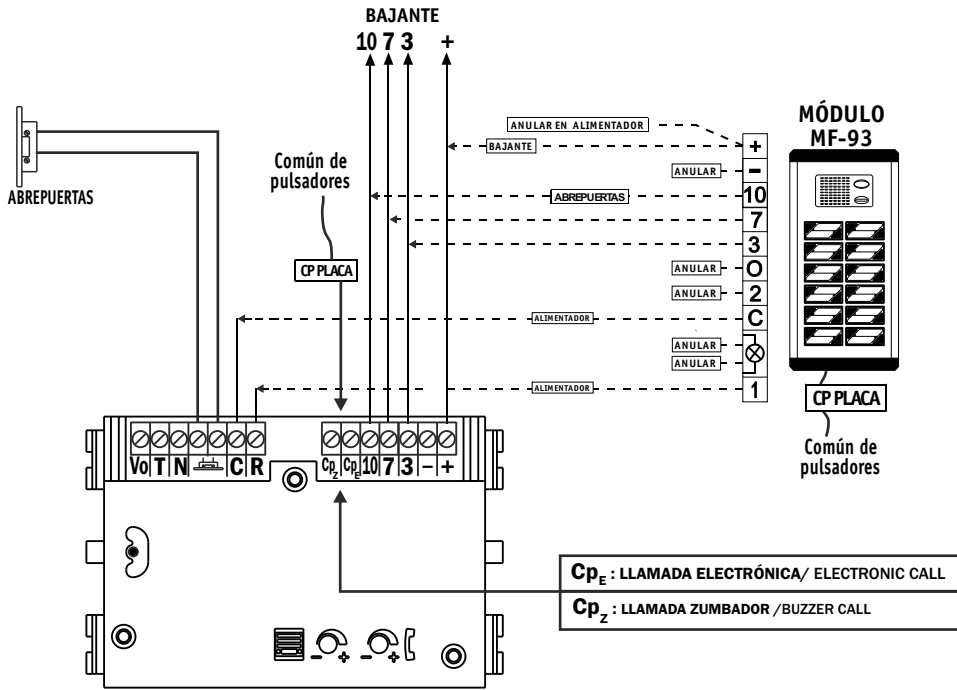 BAJANTE
10 7 3 +
ABREPUERTAS
Común de
pulsadores
CP PLACA
ANULAR EN ALIMENTADOR
BAJANTE
ANULAR
ABREPUERTAS
ANULAR
ANULAR
ALIMENTADOR
ANULAR
ANULAR
ALIMENTADOR
+
−
10
7
3
O
2
C
1
MÓDULO
MF-93
CP PLACA
Común de
pulsadores
Vo T N C R
CpZ CpE 10 7 3 − +
CpE : LLAMADA ELECTRÓNICA/ ELECTRONIC CALL
CpZ : LLAMADA ZUMBADOR /BUZZER CALL
− +
− +